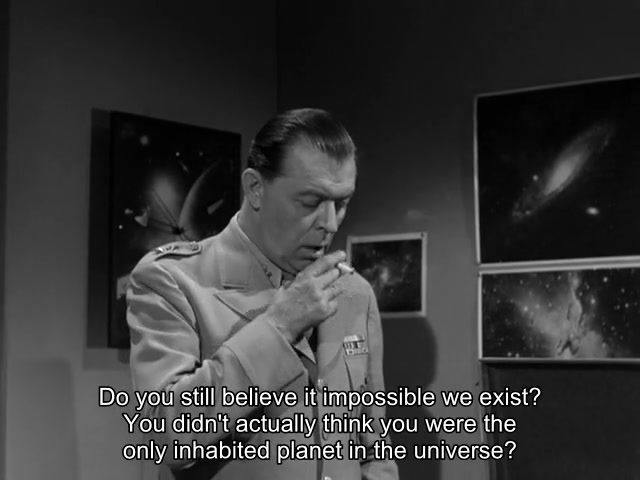 Do you still believe it impossible we exist?
You didn't actually think you were the
only inhabited planet in the universe?